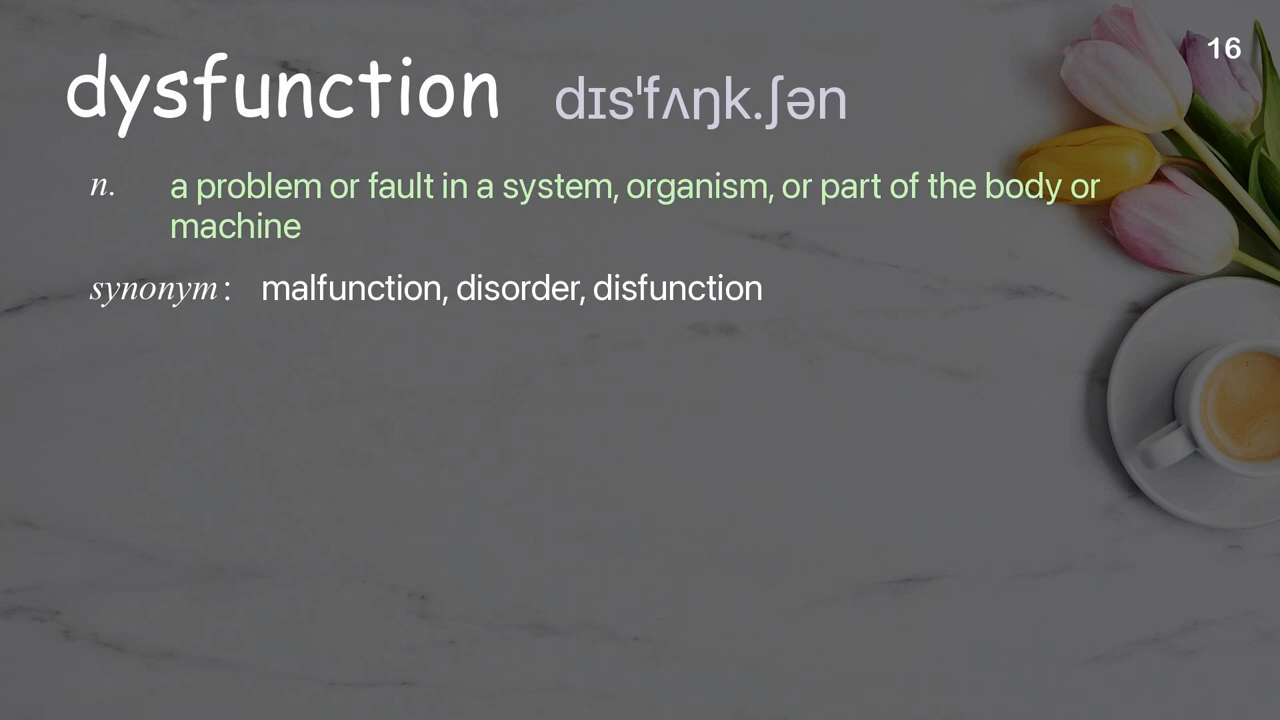 16
dysfunction dɪsˈfʌŋk.ʃən
n. a problem or fault in a system, organism, or part of the body or
machine
synonym: malfunction, disorder, disfunction